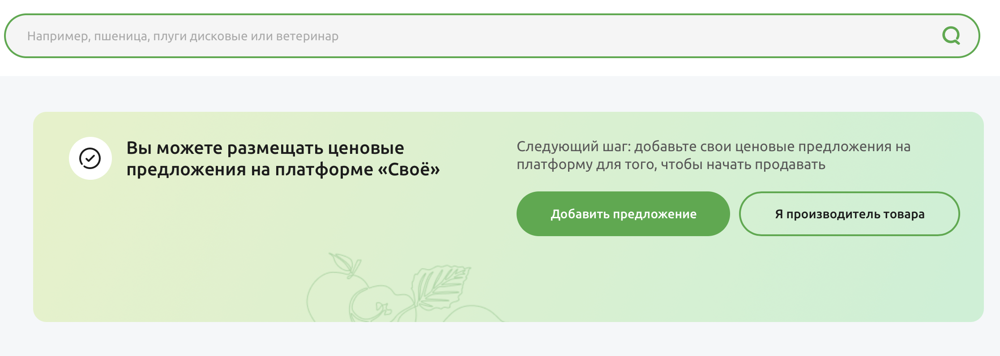 Например, пшеница, плуги дисковые или ветеринар
Вы можете размещать ценовые
предложения на платформе «Своё»
Следующий шаг: добавьте свои ценовые предложения на
платформу для того, чтобы начать продавать
Добавить предложение
Я производитель товара